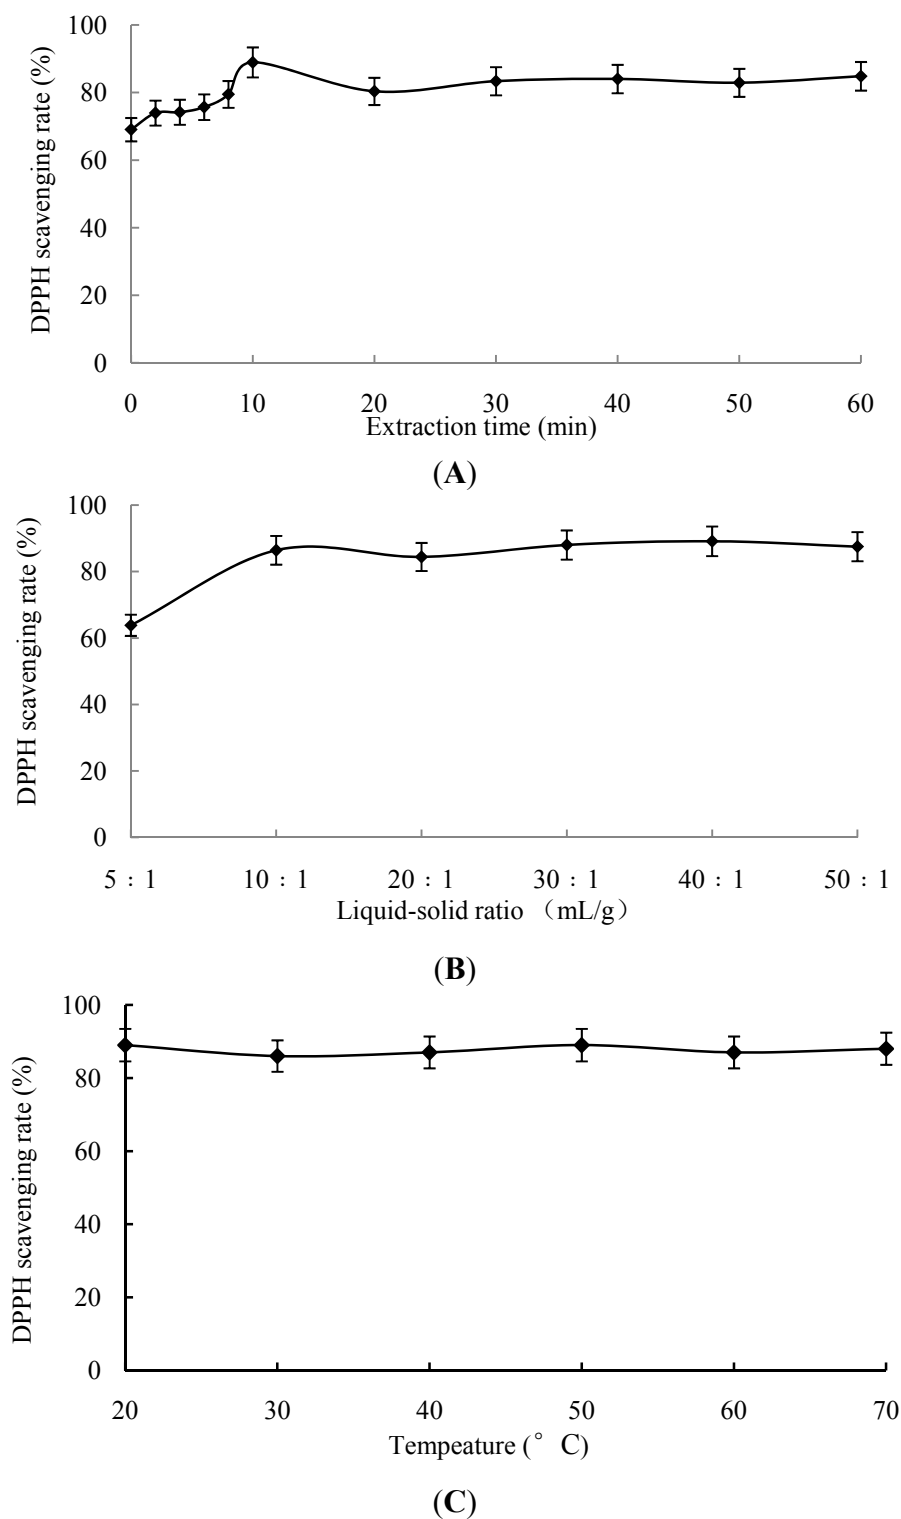 100
80
60
40
20
0
DPPH scavenging rate (%)
0 10 20 30 40 50 60
Extraction time (min)
(A)
100
80
60
40
20
0
DPPH scavenging rate (%)
5：1 10：1 20：1 30：1 40：1 50：1
Liquid-solid ratio （mL/g）
(B)
100
80
60
40
20
0
DPPH scavenging rate (%)
20 30 40 50 60 70
Tempeature (° C)
(C)